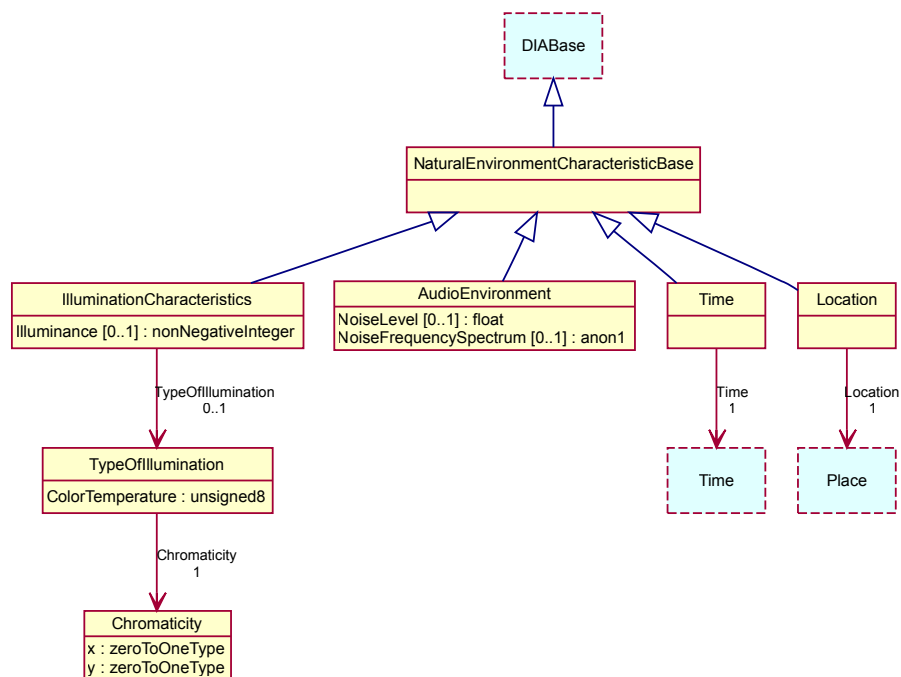 DIABase
NaturalEnvironmentCharacteristicBase
IlluminationCharacteristics
Illuminance [0..1] : nonNegativeInteger
AudioEnvironment
NoiseLevel [0..1] : float
NoiseFrequencySpectrum [0..1] : anon1
Time
Location
TypeOfIllumination
0..1
Time
1
Location
1
TypeOfIllumination
ColorTemperature : unsigned8
Time
Place
Chromaticity
1
Chromaticity
x : zeroToOneType
y : zeroToOneType